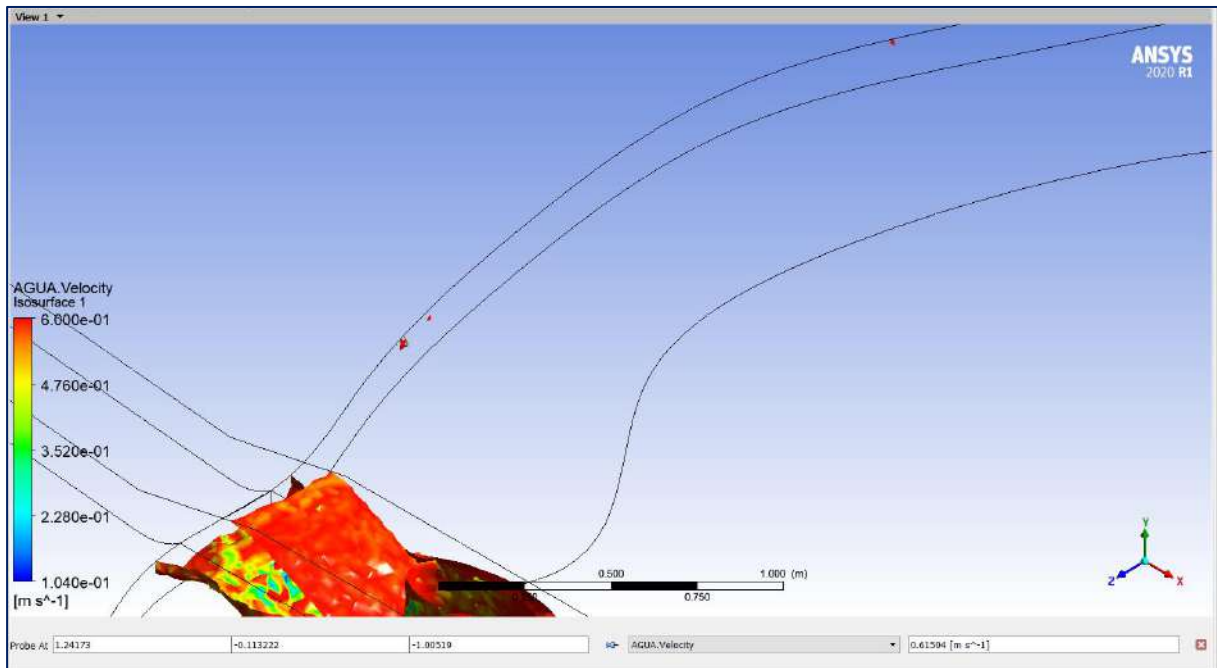 View 1
ANSYS
2020 R1
AGUA.Velocity
Isosurface 1
6.600e-01
4.760e-01
3.520e-01
2.280e-01
1.040e-01
[m s^-1]
0.500
1.000 (m)
0.750
Y
Z
X
Probe At
1.24173
-0.113222
-1.00519
AGUA.Velocity
0.61594 [m s^-1]